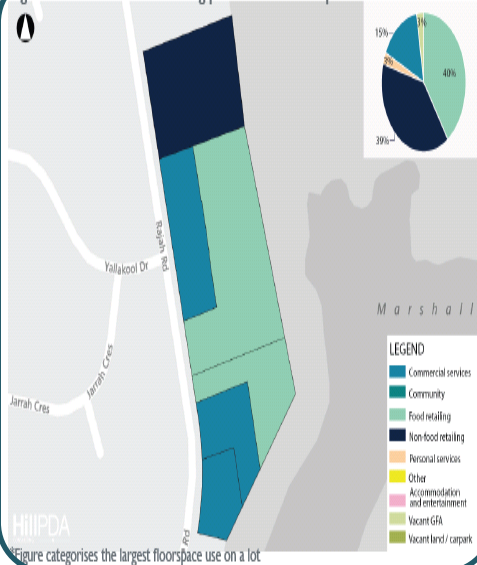 15%
3%
40%
39%
Rajah Rd
Yallakool Dr
Jarrah Cres
Jarrah Cres
Marshall
Rd
LEGEND
Commercial services
Community
Food retailing
Non-food retailing
Personal services
Other
Accommodation
and entertainment
Vacant GFA
Vacant land / carpark
HillPDA
Figure categorises the largest floorspace use on a lot